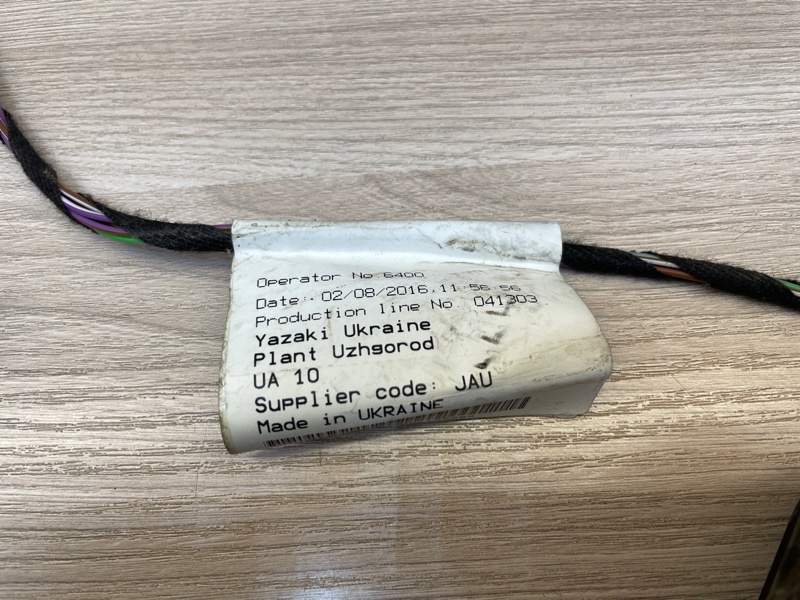 Operator No 6400
Date: 02/08/2016 11:56:56
Production line No. 041303
Yazaki Ukraine
Plant Uzhgorod
UA 10
Supplier code: JAU
Made in UKRAINE